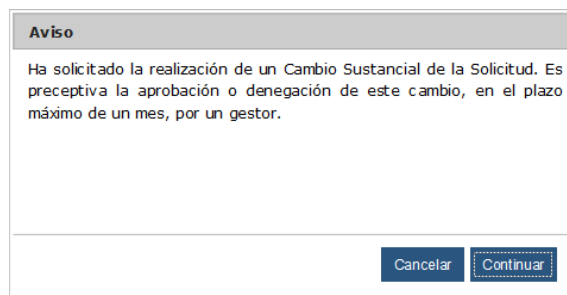 Aviso
Ha solicitado la realización de un Cambio Sustancial de la Solicitud. Es
preceptiva la aprobación o denegación de este cambio, en el plazo
máximo de un mes, por un gestor.
Cancelar Continuar